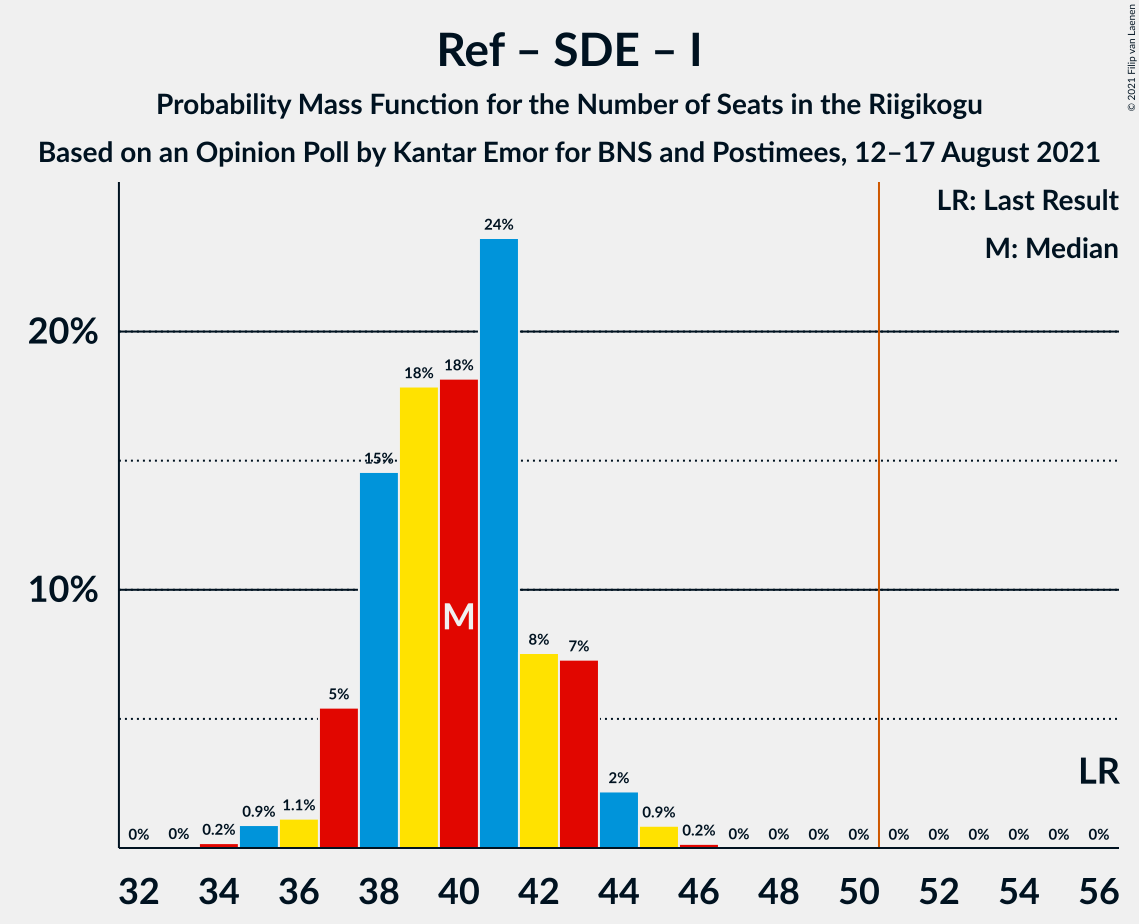 Ref – SDE – I
Probability Mass Function for the Number of Seats in the Riigikogu
Based on an Opinion Poll by Kantar Emor for BNS and Postimees, 12–17 August 2021
© 2021 Filip van Laenen
LR: Last Result
M: Median
20%
10%
0% 0% 0.2% 0.9% 1.1% 5% 15% 18% 18% 24% 8% 7% 2% 0.9% 0.2% 0% 0% 0% 0% 0% 0% 0% 0% 0% 0%
M
LR
32 34 36 38 40 42 44 46 48 50 52 54 56